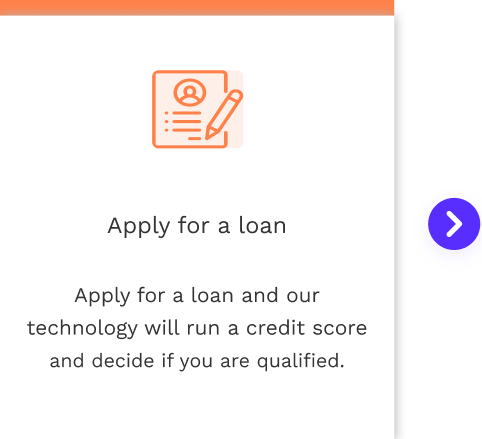 Apply for a loan
Apply for a loan and our
technology will run a credit score
and decide if you are qualified.